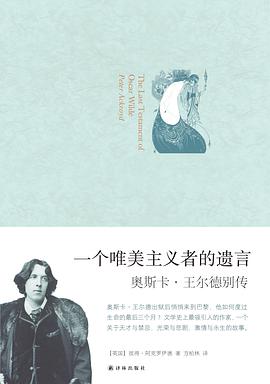 The Last Testament of
Oscar Wilde
Peter Ackroyd
一个唯美主义者的遗言
奥斯卡·王尔德别传
奥斯卡·王尔德出狱后悄悄来到巴黎，他如何度过
生命的最后三个月？文学史上最吸引人的作家，一个
关于天才与禁忌、光荣与悲剧、激情与永生的故事。
［英国］彼得·阿克罗伊德 著 方柏林 译
译林出版社